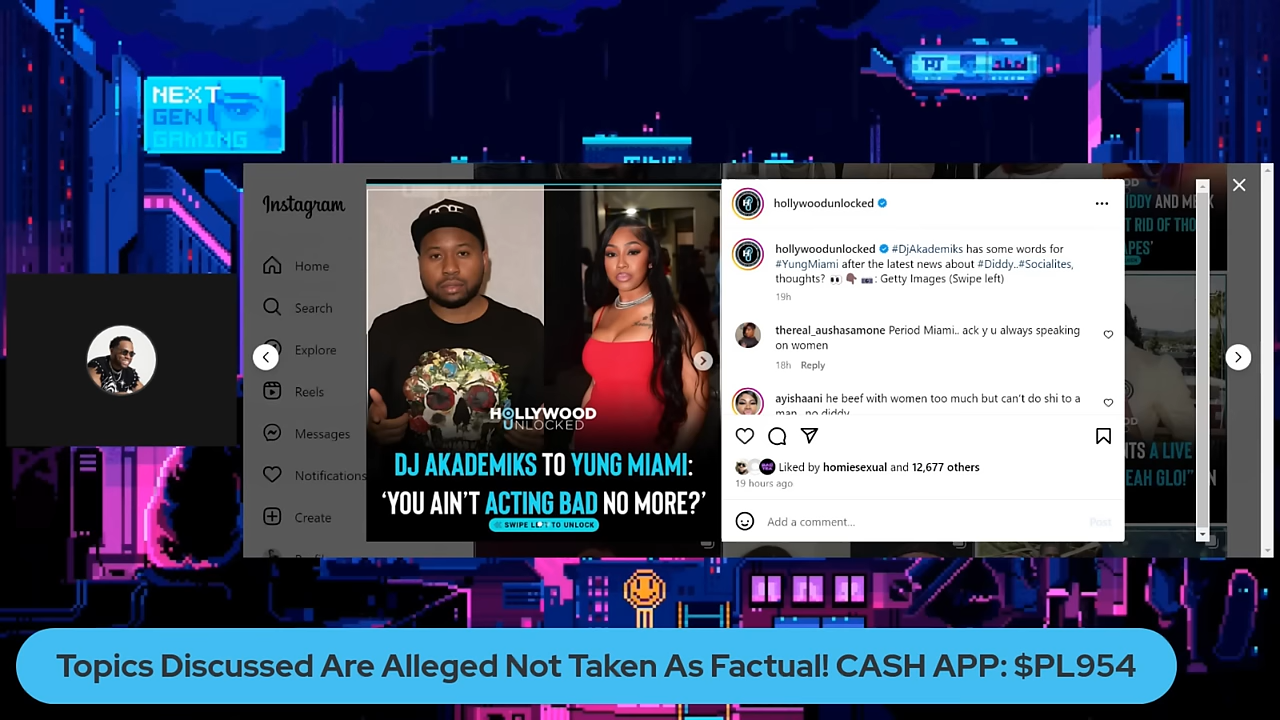 NEXT
GEN
GAMING
Instagram
Home
Search
Explore
Reels
Messages
Notifications
Create
HOLLYWOOD
UNLOCKED
DJ AKADEMIKS TO YUNG MIAMI:
‘YOU AIN’T ACTING BAD NO MORE?’
SWIPE LEFT TO UNLOCK
hollywoodunlocked
hollywoodunlocked #DjAkademiks has some words for
#YungMiami after the latest news about #Diddy..#Socialites,
thoughts? 👀 : Getty Images (Swipe left)
19h
thereal_aushasamone Period Miami.. ack y u always speaking
on women
18h Reply
ayishaani he beef with women too much but can’t do shi to a
man.. no diddy
Liked by homiesexual and 12,677 others
19 hours ago
Add a comment...
Post
Topics Discussed Are Alleged Not Taken As Factual! CASH APP: $PL954